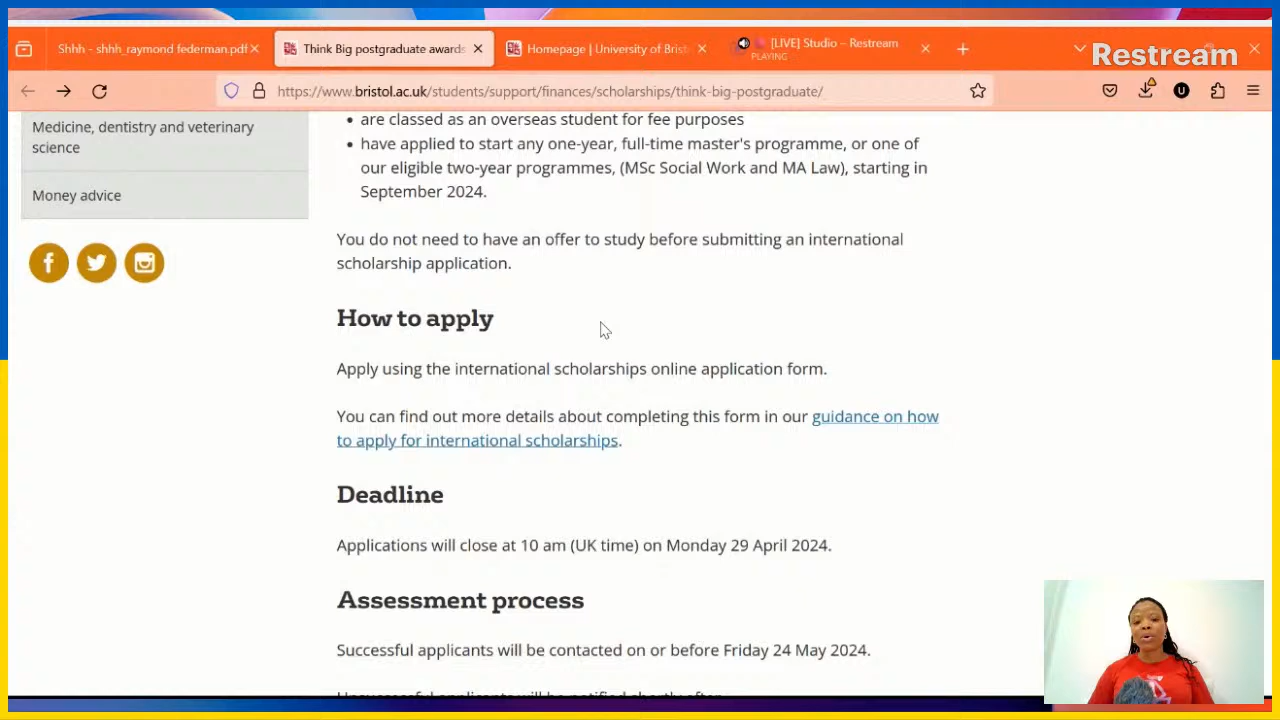 Shhh - shhh_raymond federman.pdf
Think Big postgraduate awards
Homepage | University of Brist
[LIVE] Studio – Restream
PLAYING
Restream
https://www.bristol.ac.uk/students/support/finances/scholarships/think-big-postgraduate/
Medicine, dentistry and veterinary
science
Money advice
are classed as an overseas student for fee purposes
have applied to start any one-year, full-time master's programme, or one of
our eligible two-year programmes, (MSc Social Work and MA Law), starting in
September 2024.
You do not need to have an offer to study before submitting an international
scholarship application.
How to apply
Apply using the international scholarships online application form.
You can find out more details about completing this form in our guidance on how
to apply for international scholarships.
Deadline
Applications will close at 10 am (UK time) on Monday 29 April 2024.
Assessment process
Successful applicants will be contacted on or before Friday 24 May 2024.
Unsuccessful applicants will be notified shortly after.